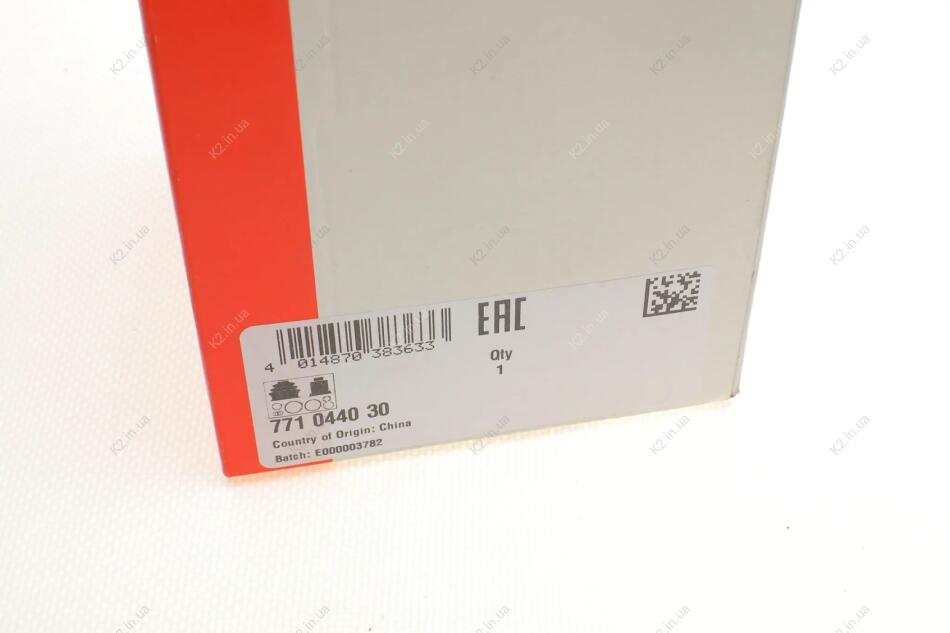 4 014870 383633
EAC
Qty
1
771 0440 30
Country of Origin: China
Batch: E000003782
K2.in.ua